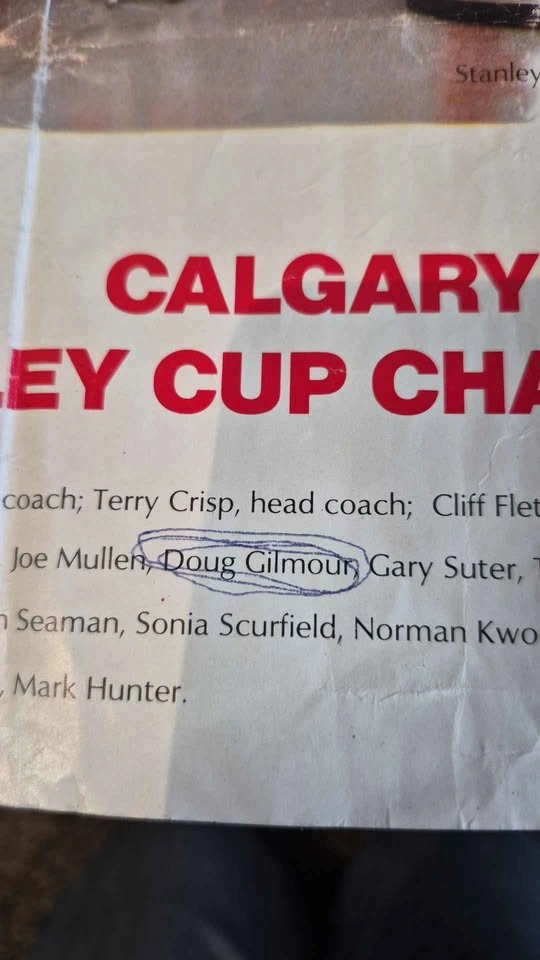 Stanley
CALGARY
EY CUP CHA
coach; Terry Crisp, head coach; Cliff Flet
Joe Mullen, Doug Gilmour, Gary Suter, T
n Seaman, Sonia Scurfield, Norman Kwo
, Mark Hunter.